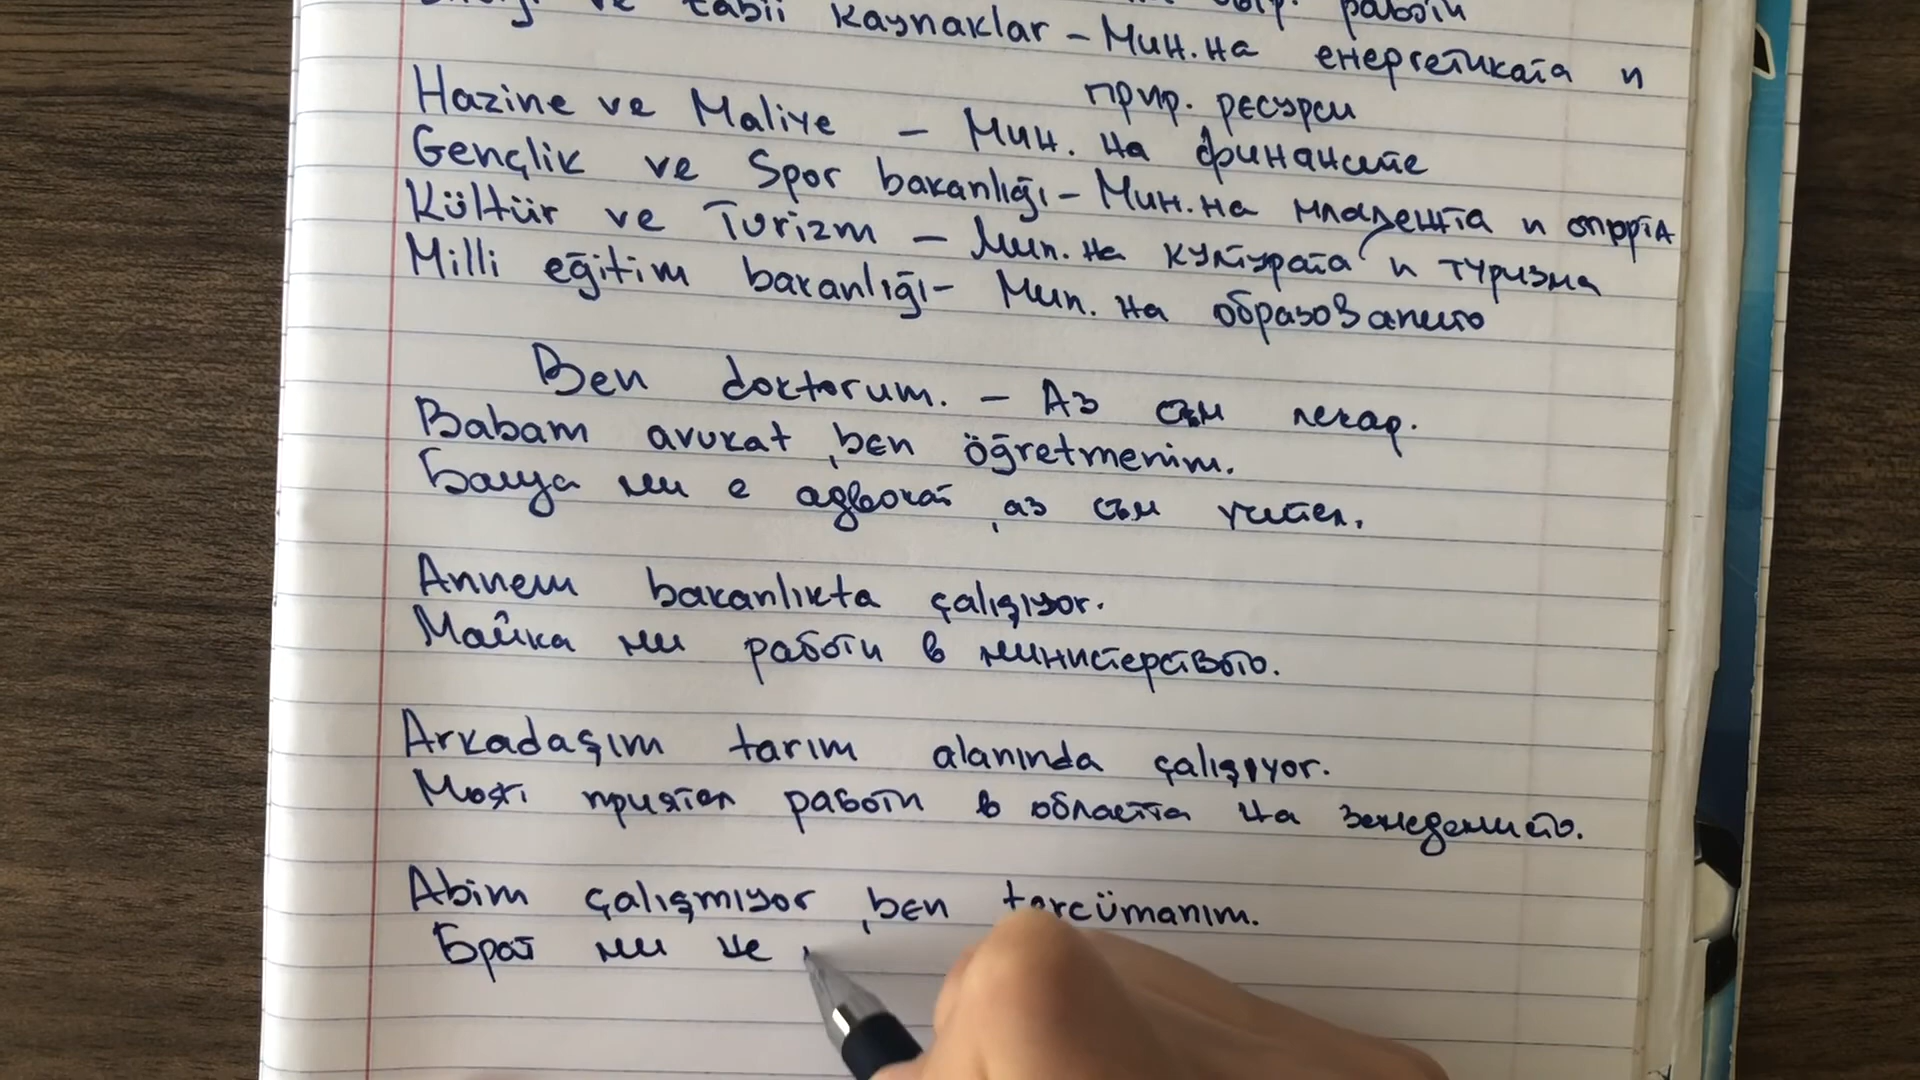 ve tabii kaynaklar - Мин. на енергетиката и
прир. ресурси
Hazine ve Maliye - Мин. на финансите
Gençlik ve Spor bakanlığı - Мин. на младежта и спорта
Kültür ve Turizm - Мин. на културата и туризма
Milli eğitim bakanlığı - Мин. на образованието
Ben doktorum. - Аз съм лекар.
Babam avukat, ben öğretmenim.
Баща ми е адвокат, аз съм учител.
Annem bakanlıkta çalışıyor.
Майка ми работи в министерството.
Arkadaşım tarım alanında çalışıyor.
Моят приятел работи в областта на земеделието.
Abim çalışmıyor, ben tercümanım.
Брат ми не